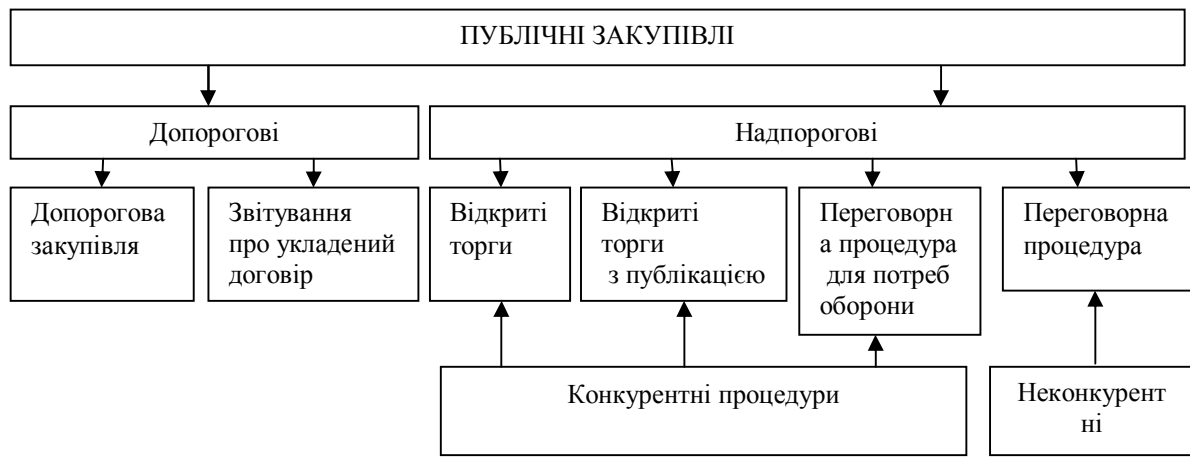 ПУБЛІЧНІ ЗАКУПІВЛІ
Допорогові
Надпорогові
Допорогова
закупівля
Звітування
про укладений
договір
Відкриті
торги
Відкриті
торги
з публікацією
Переговорн
а процедура
для потреб
оборони
Переговорна
процедура
Конкурентні процедури
Неконкурент
ні